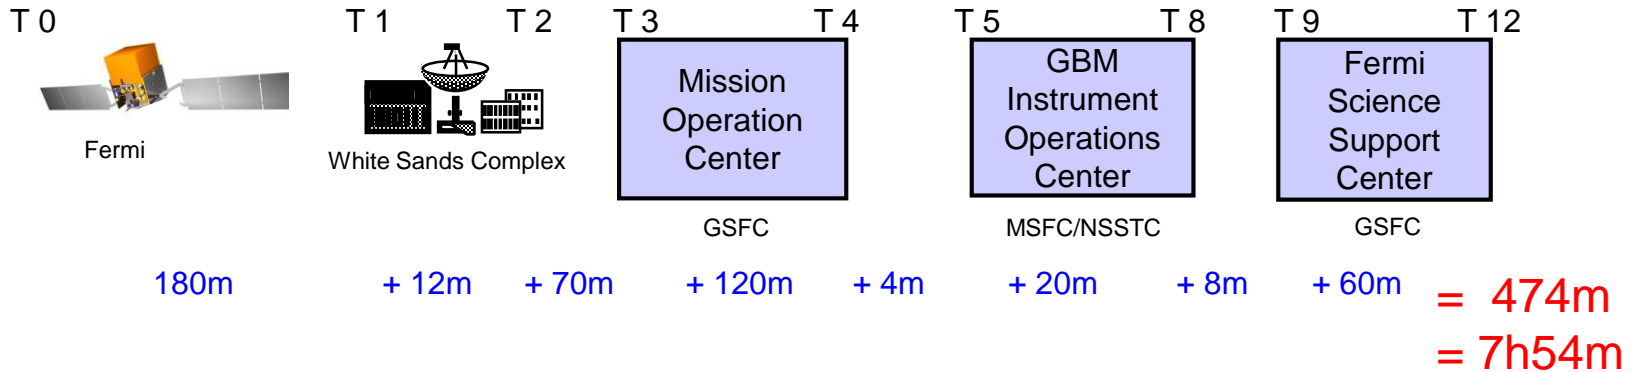 T 0 T 1 T 2 T 3 T 4 T 5 T 8 T 9 T 12
Fermi
White Sands Complex
Mission
Operation
Center
GSFC
GBM
Instrument
Operations
Center
MSFC/NSSTC
Fermi
Science
Support
Center
GSFC
180m + 12m + 70m + 120m + 4m + 20m + 8m + 60m = 474m
= 7h54m